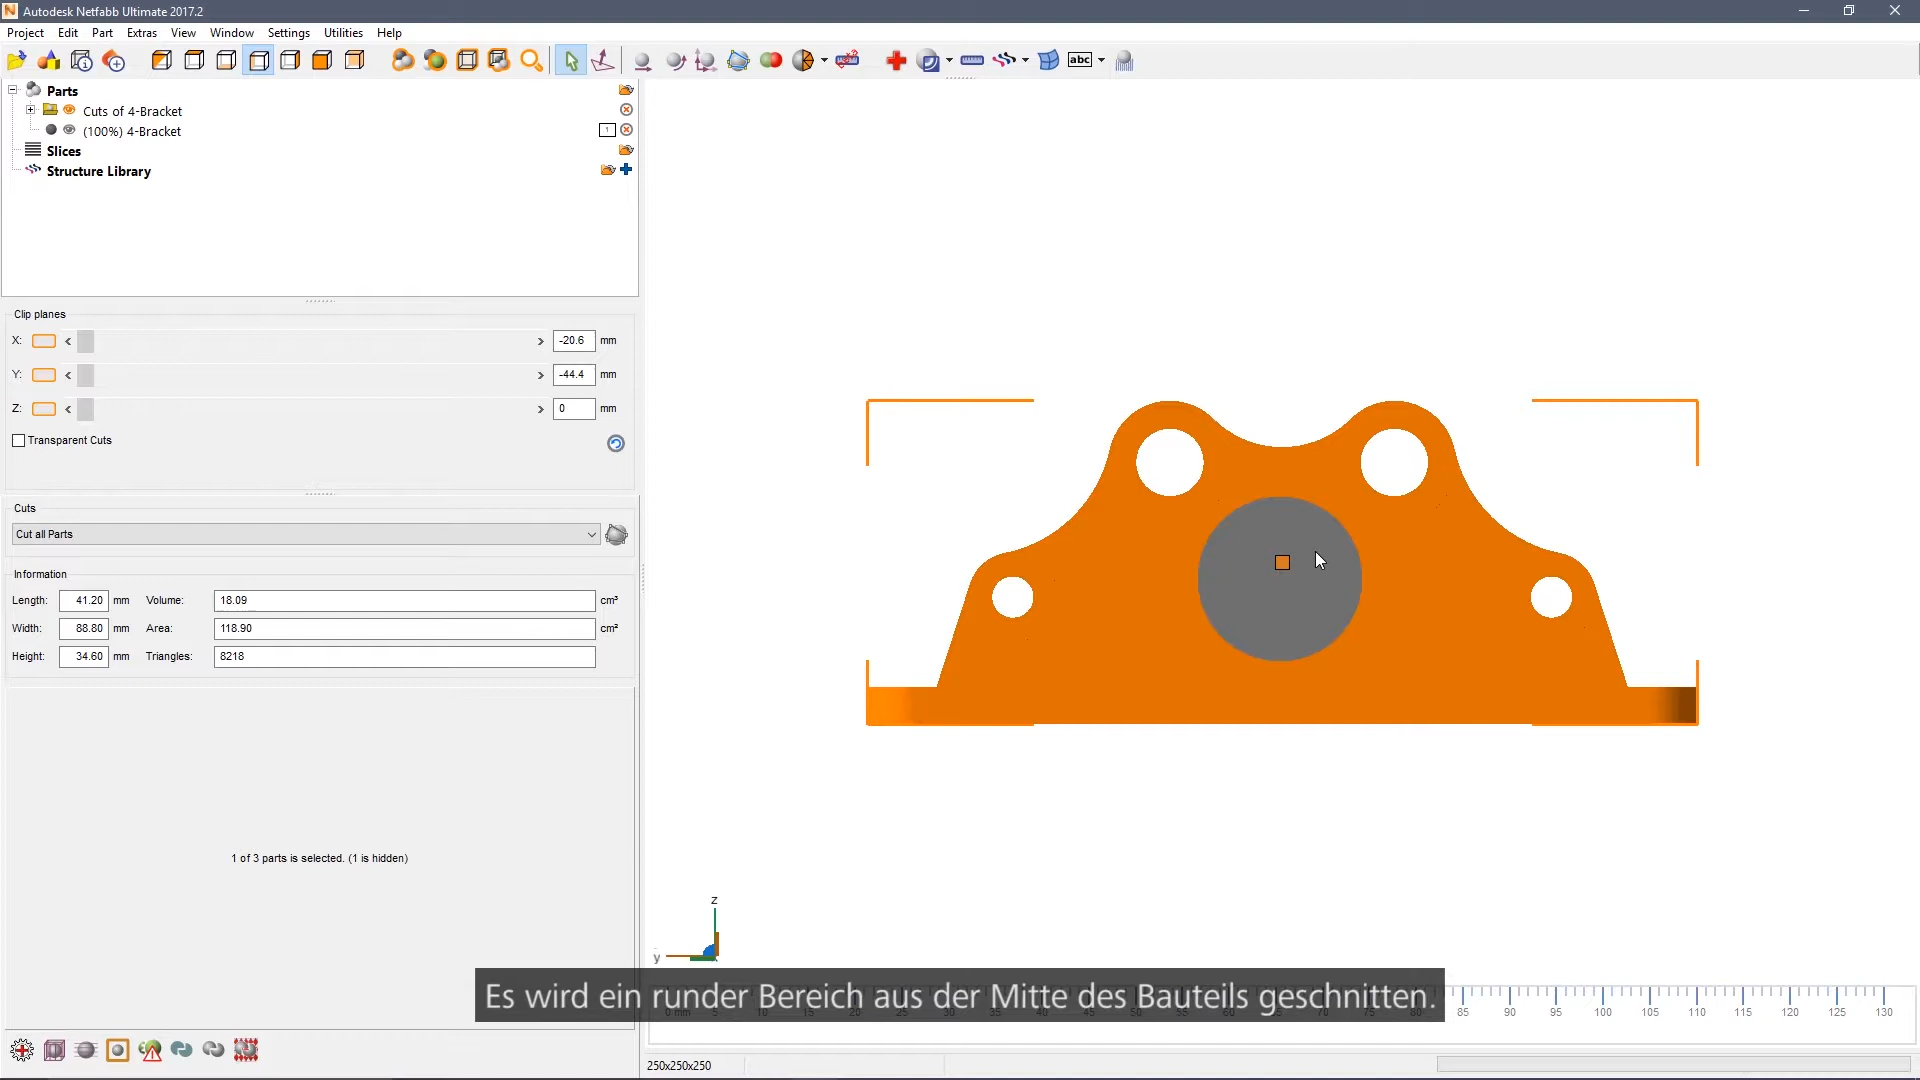 Autodesk Netfabb Ultimate 2017.2
Project Edit Part Extras View Window Settings Utilities Help
abc
Parts
Cuts of 4-Bracket
(100%) 4-Bracket
1
Slices
Structure Library
Clip planes
X: < > -20.6 mm
Y: < > -44.4 mm
Z: < > 0 mm
Transparent Cuts
Cuts
Cut all Parts
Information
Length: 41.20 mm Volume: 18.09 cm³
Width: 88.80 mm Area: 118.90 cm²
Height: 34.60 mm Triangles: 8218
1 of 3 parts is selected. (1 is hidden)
z
y
Es wird ein runder Bereich aus der Mitte des Bauteils geschnitten.
85 90 95 100 105 110 115 120 125 130
250x250x250